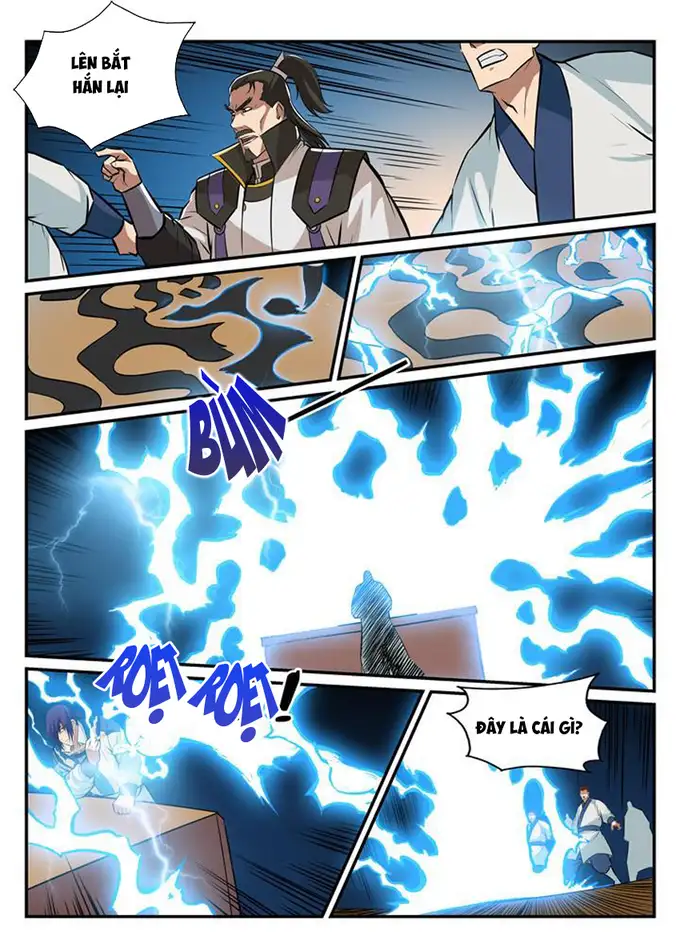 LÊN BẮT
HẮN LẠI
BÙM
ROẸT ROẸT!
ĐÂY LÀ CÁI GÌ?